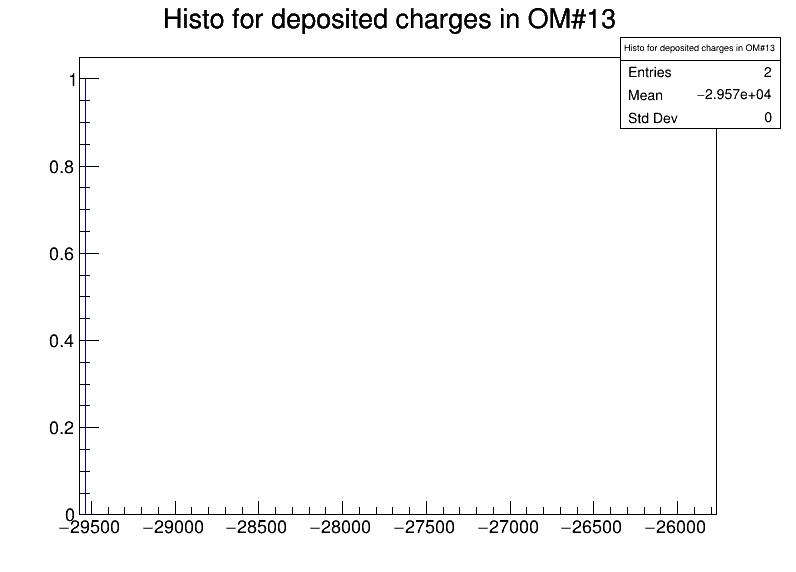 Histo for deposited charges in OM#13
Histo for deposited charges in OM#13
Entries 2
Mean −2.957e+04
Std Dev 0
1
0.8
0.6
0.4
0.2
0
−29500 −29000 −28500 −28000 −27500 −27000 −26500 −26000